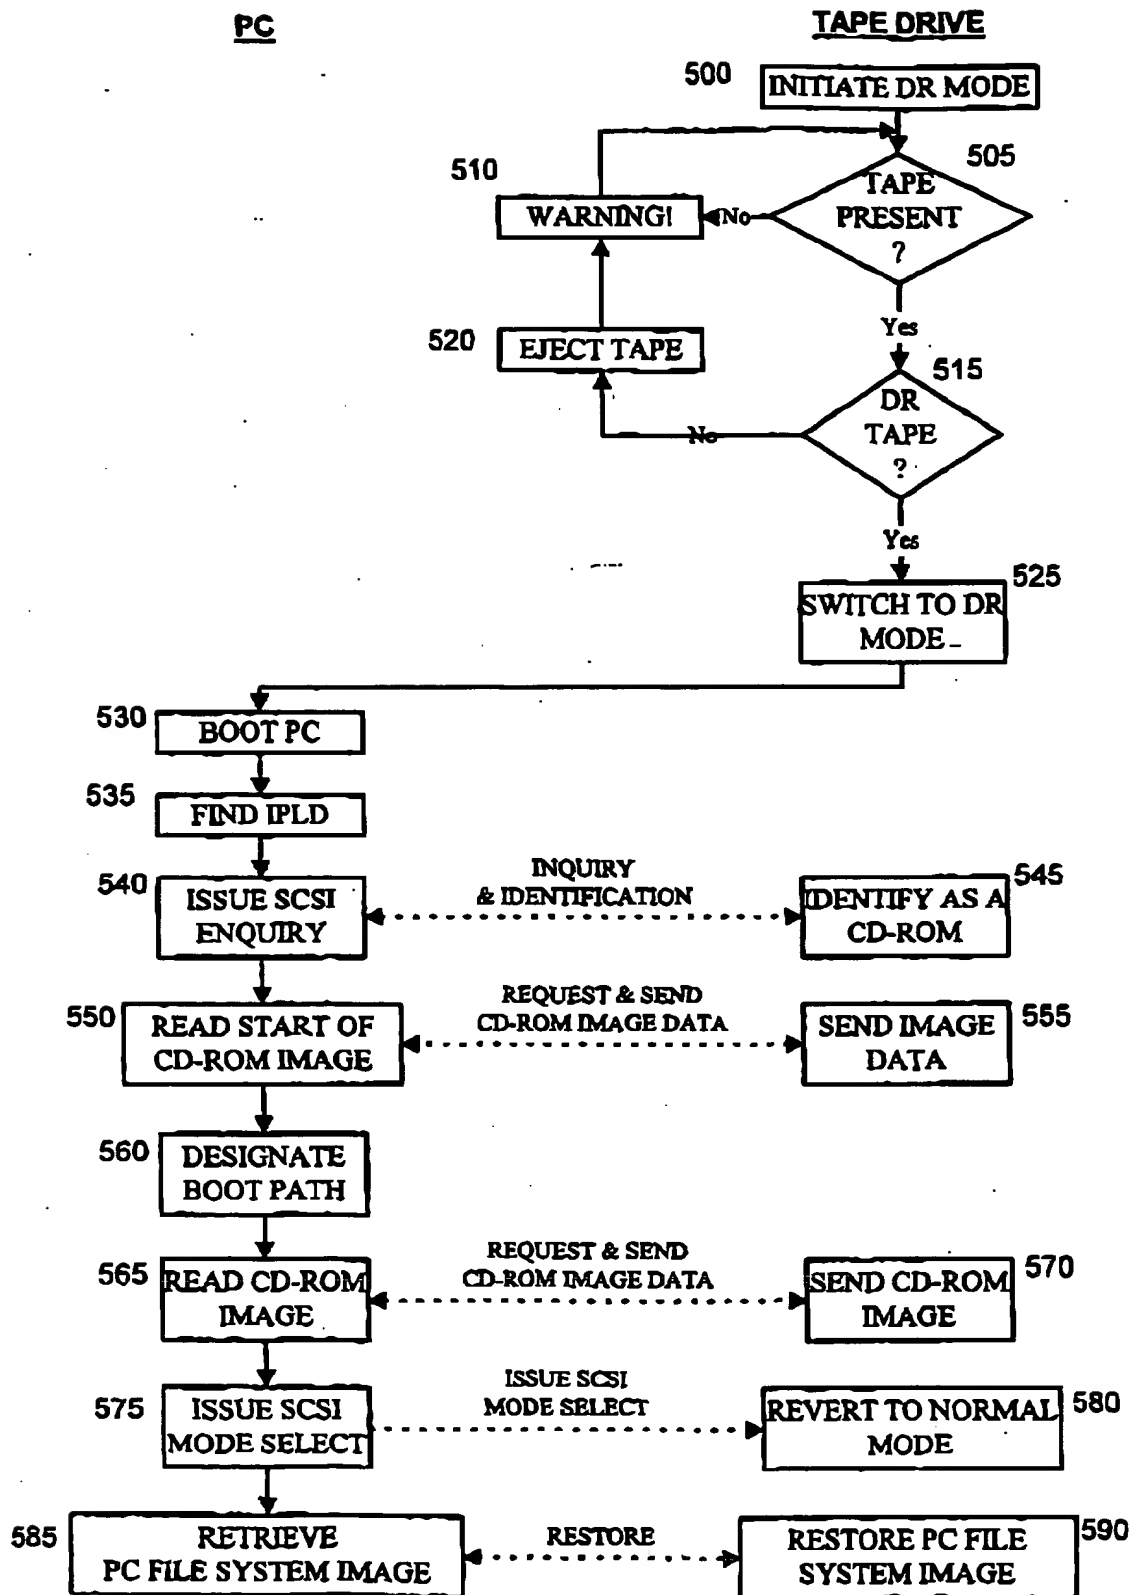 PC
TAPE DRIVE
500
INITIATE DR MODE
505
TAPE
PRESENT
?
510
WARNING!
No
Yes
520
EJECT TAPE
515
DR
TAPE
?
No
Yes
525
SWITCH TO DR
MODE
530
BOOT PC
535
FIND IPLD
540
ISSUE SCSI
ENQUIRY
INQUIRY
& IDENTIFICATION
545
IDENTIFY AS A
CD-ROM
550
READ START OF
CD-ROM IMAGE
REQUEST & SEND
CD-ROM IMAGE DATA
555
SEND IMAGE
DATA
560
DESIGNATE
BOOT PATH
565
READ CD-ROM
IMAGE
REQUEST & SEND
CD-ROM IMAGE DATA
570
SEND CD-ROM
IMAGE
575
ISSUE SCSI
MODE SELECT
ISSUE SCSI
MODE SELECT
580
REVERT TO NORMAL
MODE
585
RETRIEVE
PC FILE SYSTEM IMAGE
RESTORE
590
RESTORE PC FILE
SYSTEM IMAGE